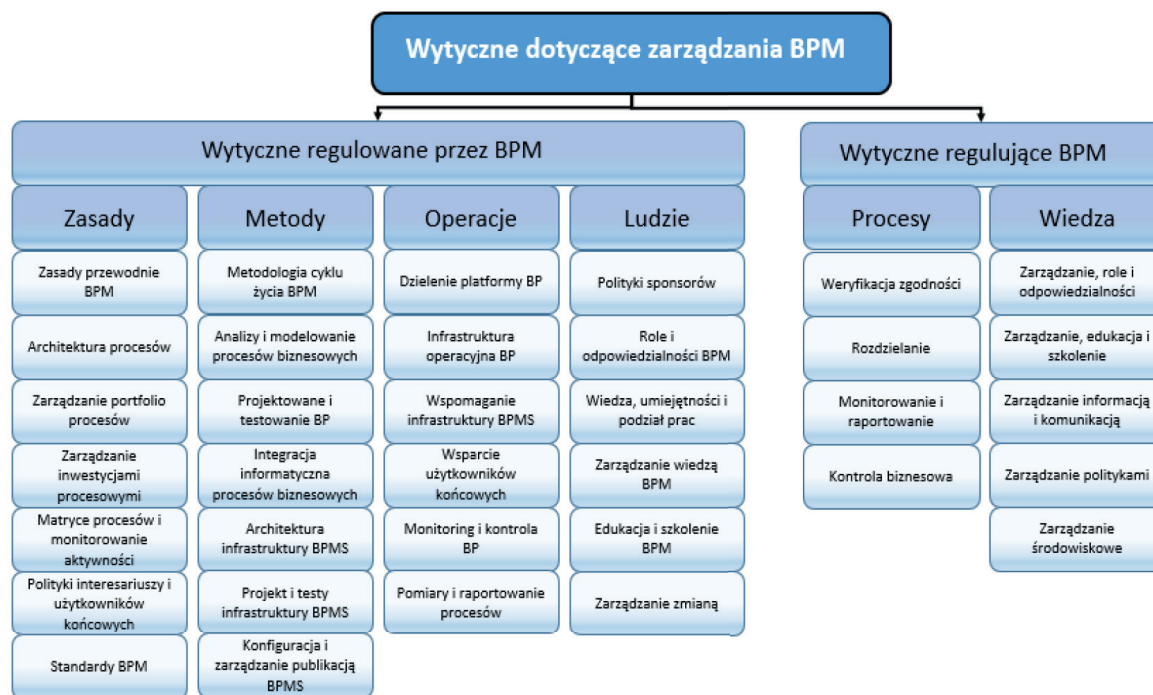 Wytyczne dotyczące zarządzania BPM
Wytyczne regulowane przez BPM
Zasady
Zasady przewodnie
BPM
Architektura procesów
Zarządzanie portfolio
procesów
Zarządzanie
inwestycjami
procesowymi
Matryce procesów i
monitorowanie
aktywności
Polityki interesariuszy i
użytkowników
końcowych
Standardy BPM
Metody
Metodologia cyklu
życia BPM
Analizy i modelowanie
procesów biznesowych
Projektowane i
testowanie BP
Integracja
informatyczna
procesów biznesowych
Architektura
infrastruktury BPMS
Projekt i testy
infrastruktury BPMS
Konfiguracja i
zarządzanie publikacją
BPMS
Operacje
Dzielenie platformy BP
Infrastruktura
operacyjna BP
Wspomaganie
infrastruktury BPMS
Wsparcie
użytkowników
końcowych
Monitoring i kontrola
BP
Pomiary i raportowanie
procesów
Ludzie
Polityki sponsorów
Role i
odpowiedzialności BPM
Wiedza, umiejętności i
podział prac
Zarządzanie wiedzą
BPM
Edukacja i szkolenie
BPM
Zarządzanie zmianą
Wytyczne regulujące BPM
Procesy
Weryfikacja zgodności
Rozdzielanie
Monitorowanie i
raportowanie
Kontrola biznesowa
Wiedza
Zarządzanie, role i
odpowiedzialności
Zarządzanie, edukacja i
szkolenie
Zarządzanie informacją
i komunikacją
Zarządzanie politykami
Zarządzanie
środowiskowe